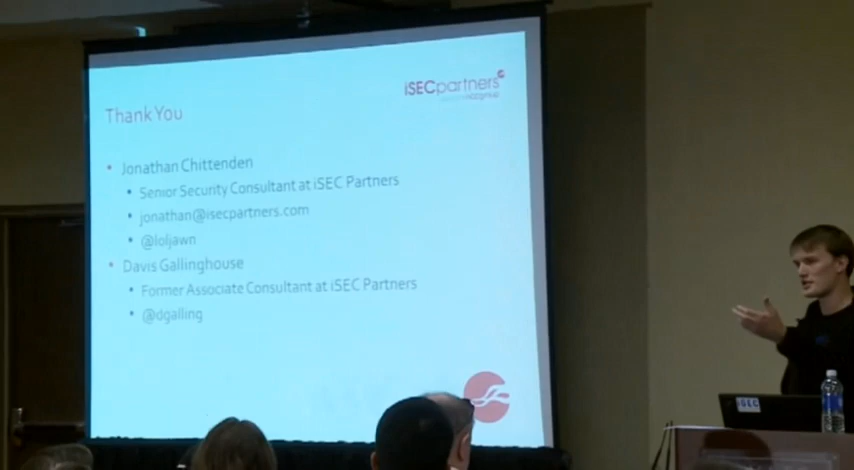 iSECpartners
Thank You
Jonathan Chittenden
Senior Security Consultant at iSEC Partners
jonathan@isecpartners.com
@loljawn
Davis Gallinghouse
Former Associate Consultant at iSEC Partners
@dgalling
iSEC